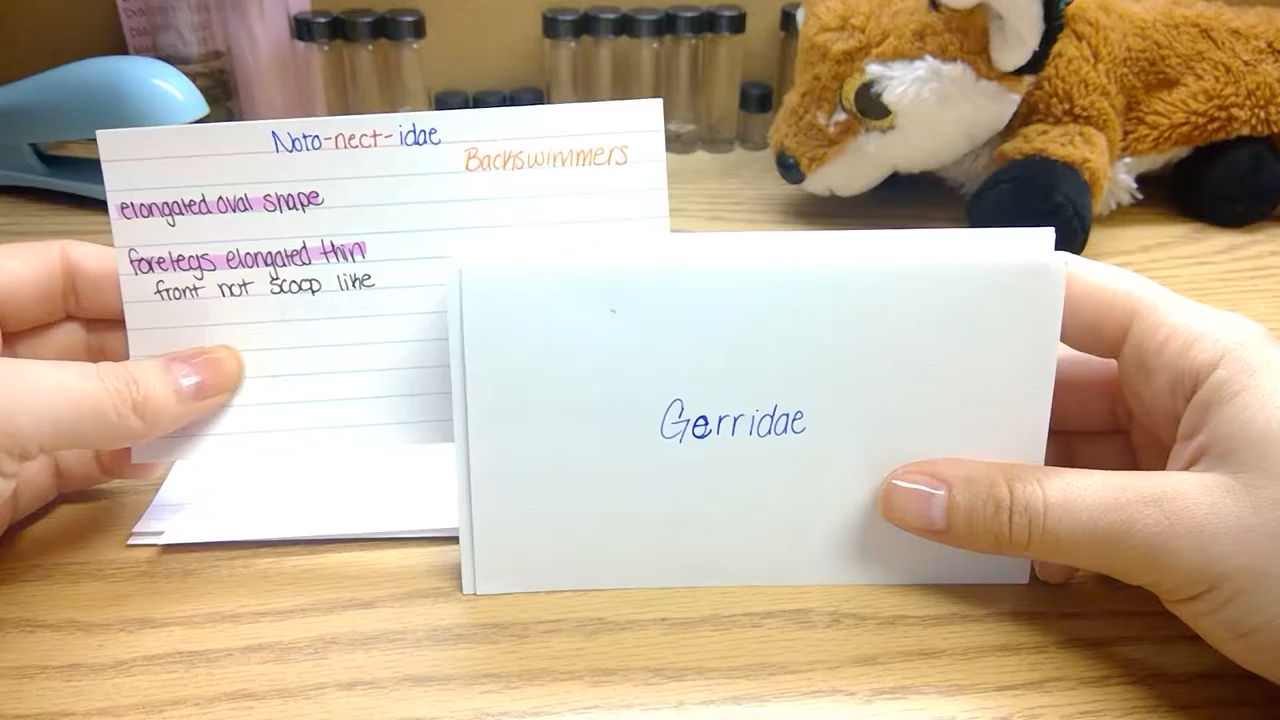 Noto-nect-idae
Backswimmers
elongated oval shape
forelegs elongated thin
front not scoop like
Gerridae